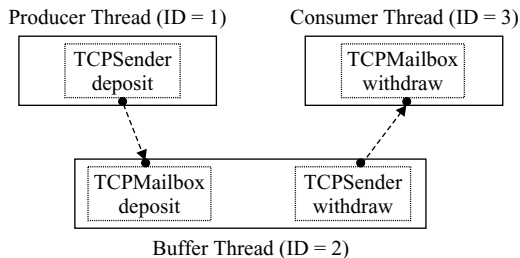 Producer Thread (ID = 1)
Consumer Thread (ID = 3)
TCPSender
deposit
TCPMailbox
withdraw
TCPMailbox
deposit
TCPSender
withdraw
Buffer Thread (ID = 2)